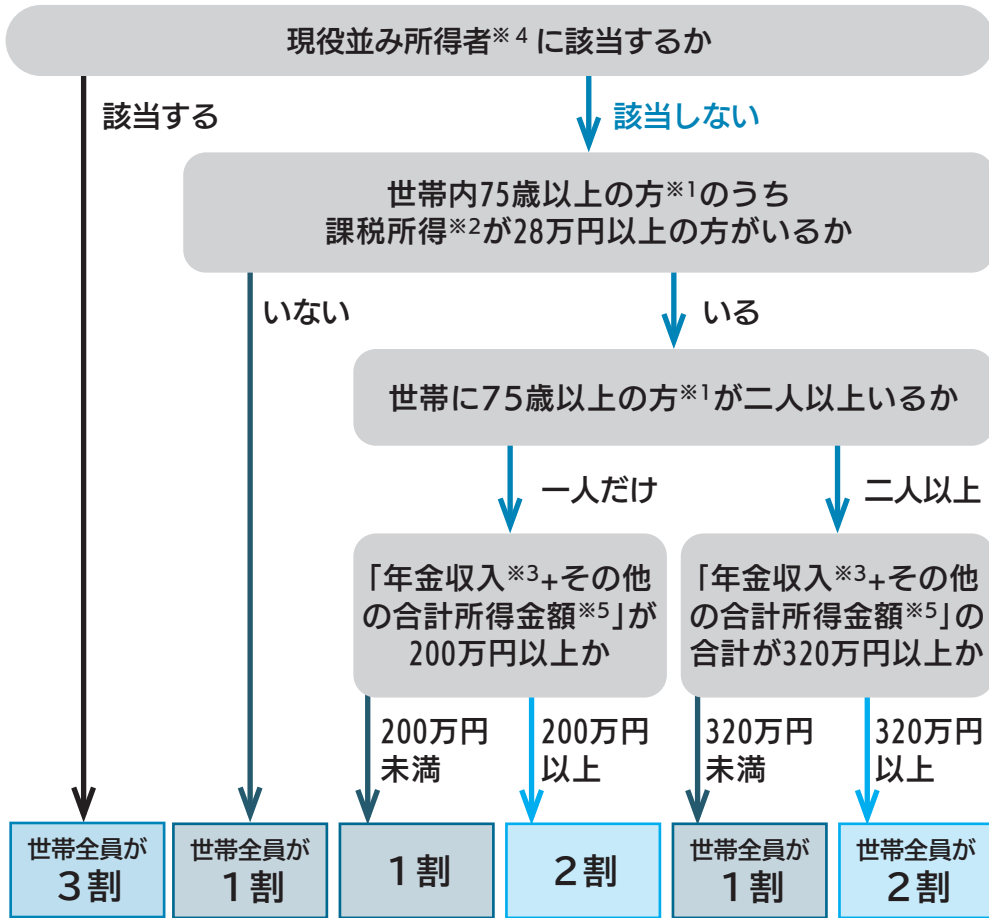 現役並み所得者※4に該当するか
該当する
該当しない
世帯内75歳以上の方※1のうち
課税所得※2が28万円以上の方がいるか
いない
いる
世帯に75歳以上の方※1が二人以上いるか
一人だけ
二人以上
「年金収入※3+その他
の合計所得金額※5」が
200万円以上か
「年金収入※3+その他
の合計所得金額※5」の
合計が320万円以上か
200万円
未満
200万円
以上
320万円
未満
320万円
以上
世帯全員が
3割
世帯全員が
1割
1割
2割
世帯全員が
1割
世帯全員が
2割